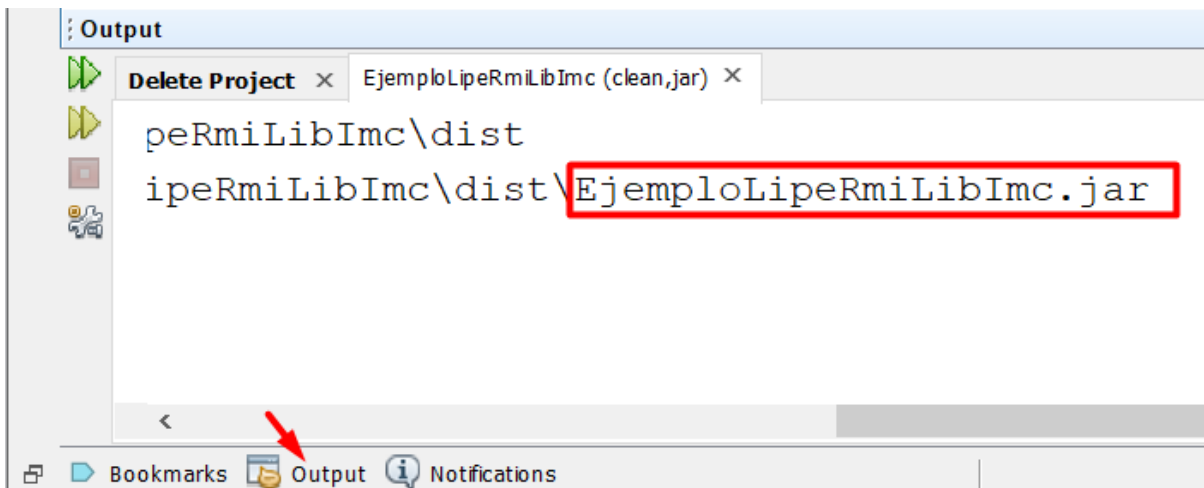 Output
Delete Project EjemploLipeRmiLibImc (clean,jar)
peRmiLibImc\dist
ipeRmiLibImc\dist\EjemploLipeRmiLibImc.jar
Bookmarks Output Notifications